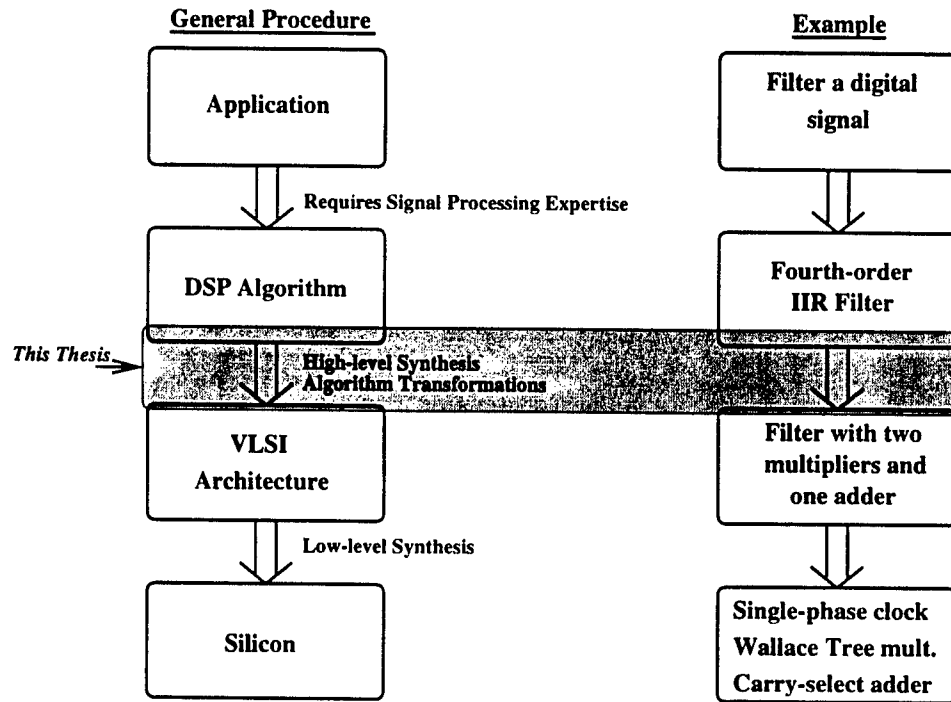 General Procedure
Example
Application
Filter a digital
signal
Requires Signal Processing Expertise
DSP Algorithm
Fourth-order
IIR Filter
This Thesis
High-level Synthesis
Algorithm Transformations
VLSI
Architecture
Filter with two
multipliers and
one adder
Low-level Synthesis
Silicon
Single-phase clock
Wallace Tree mult.
Carry-select adder